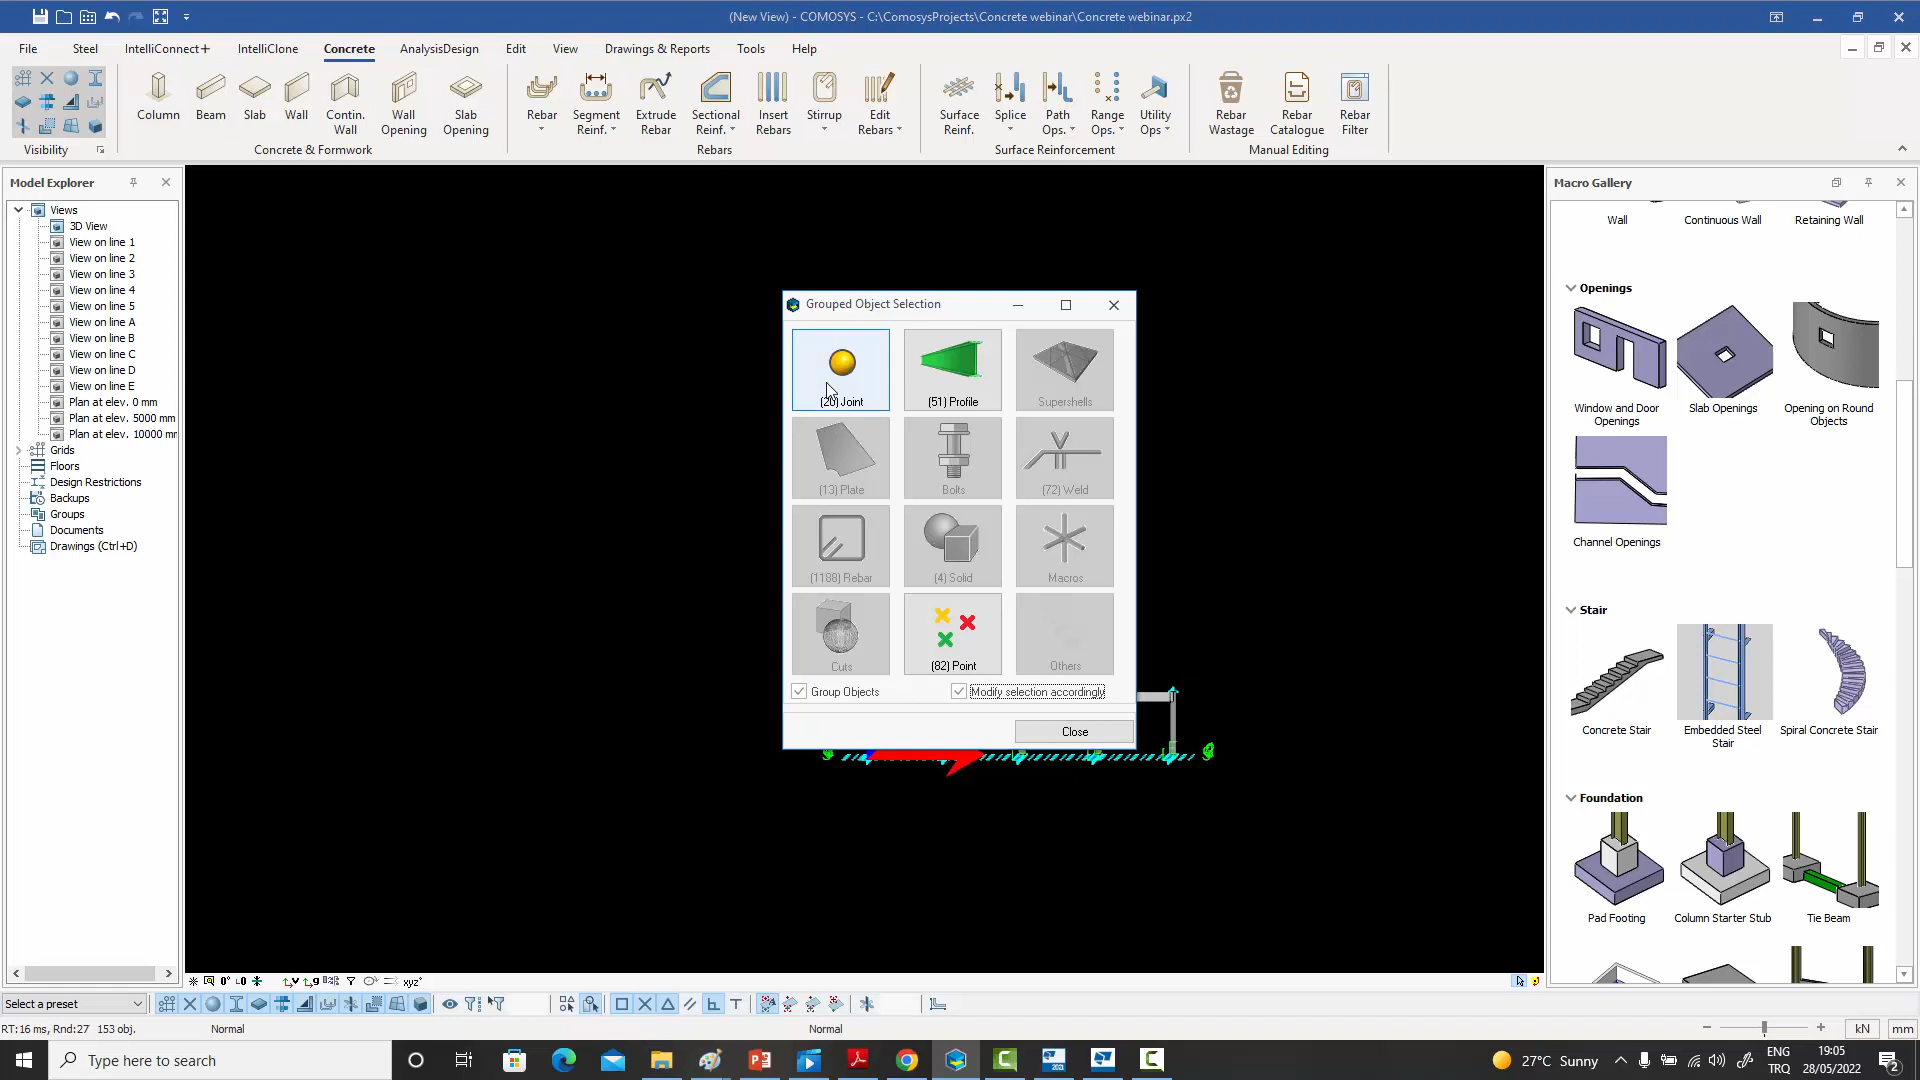 (New View) - COMOSYS - C:\ComosysProjects\Concrete webinar\Concrete webinar.px2
File Steel IntelliConnect+ IntelliClone Concrete AnalysisDesign Edit View Drawings & Reports Tools Help
Column Beam Slab Wall Contin. Wall Wall Opening Slab Opening Rebar Segment Reinf. Extrude Rebar Sectional Reinf. Insert Rebars Stirrup Edit Rebars Surface Reinf. Splice Path Ops. Range Ops. Utility Ops Rebar Wastage Rebar Catalogue Rebar Filter
Visibility Concrete & Formwork Rebars Surface Reinforcement Manual Editing
Model Explorer
Views
3D View
View on line 1
View on line 2
View on line 3
View on line 4
View on line 5
View on line A
View on line B
View on line C
View on line D
View on line E
Plan at elev. 0 mm
Plan at elev. 5000 mm
Plan at elev. 10000 mm
Grids
Floors
Design Restrictions
Backups
Groups
Documents
Drawings (Ctrl+D)
Grouped Object Selection
(20) Joint (51) Profile Supershells
(13) Plate Bolts (72) Weld
(1188) Rebar (4) Solid Macros
Cuts (82) Point Others
Group Objects Modify selection accordingly
Close
Macro Gallery
Wall Continuous Wall Retaining Wall
Openings
Window and Door Openings Slab Openings Opening on Round Objects
Channel Openings
Stair
Concrete Stair Embedded Steel Stair Spiral Concrete Stair
Foundation
Pad Footing Column Starter Stub Tie Beam
xyz
Select a preset
RT:16 ms, Rnd:27 153 obj. Normal Normal kN mm
Type here to search
27°C Sunny
ENG
TRQ
19:05
28/05/2022
2